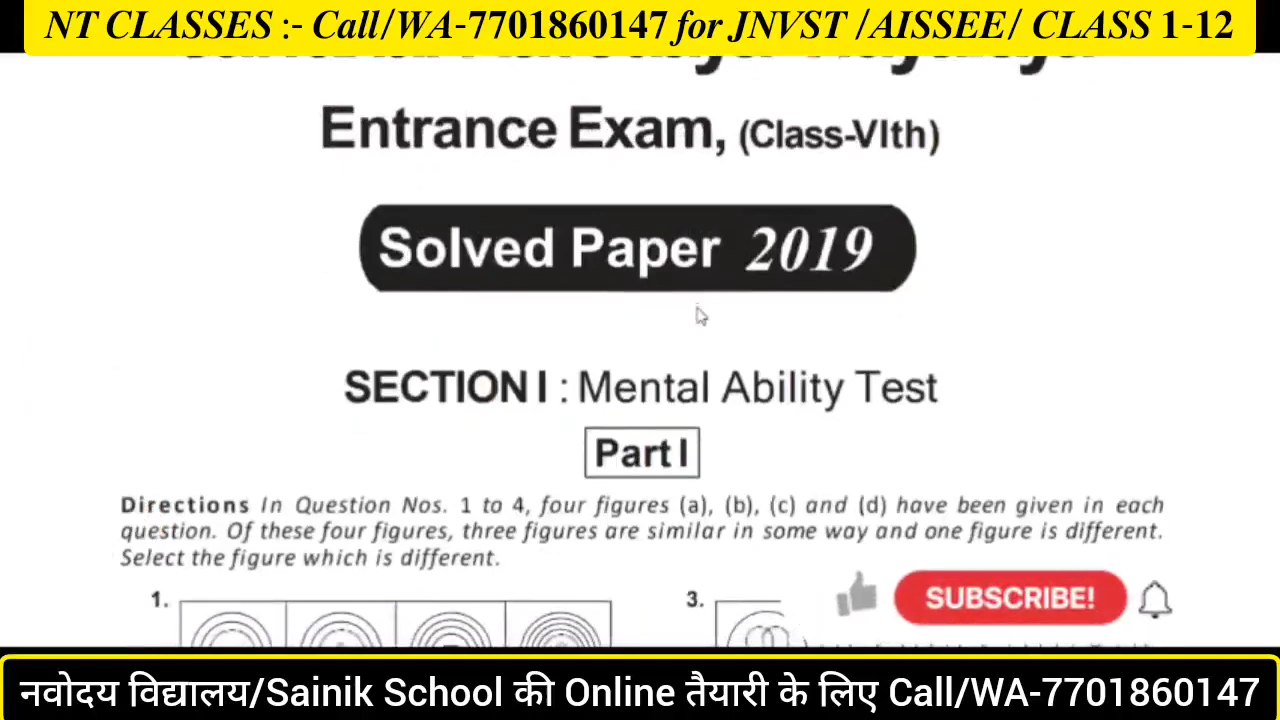 NT CLASSES :- Call/WA-7701860147 for JNVST /AISSEE/ CLASS 1-12
Entrance Exam, (Class-VIth)
Solved Paper 2019
SECTION I : Mental Ability Test
Part I
Directions In Question Nos. 1 to 4, four figures (a), (b), (c) and (d) have been given in each
question. Of these four figures, three figures are similar in some way and one figure is different.
Select the figure which is different.
1.
3.
SUBSCRIBE!
नवोदय विद्यालय/Sainik School की Online तैयारी के लिए Call/WA-7701860147